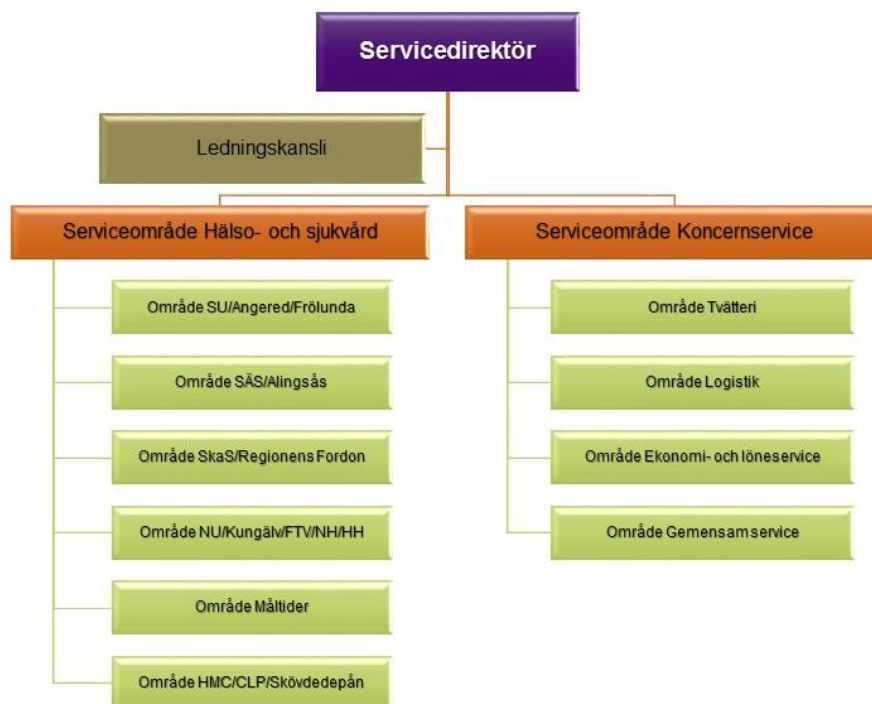 Servicedirektör
Ledningskansli
Serviceområde Hälso- och sjukvård
Område SU/Angered/Frölunda
Område SÄS/Alingsås
Område SkaS/Regionens Fordon
Område NU/Kungälv/FTV/NH/HH
Område Måltider
Område HMC/CLP/Skövdedepån
Serviceområde Koncernservice
Område Tvätteri
Område Logistik
Område Ekonomi- och löneservice
Område Gemensam service